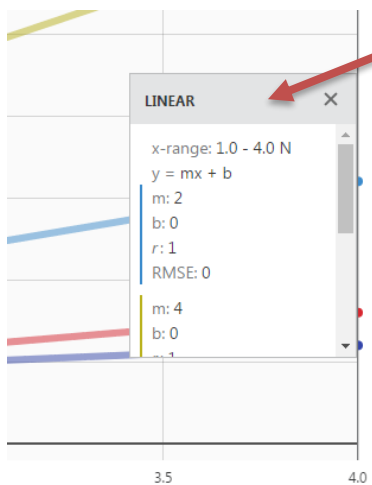 LINEAR ×
x-range: 1.0 - 4.0 N
y = mx + b
m: 2
b: 0
r: 1
RMSE: 0
m: 4
b: 0
3.5 4.0